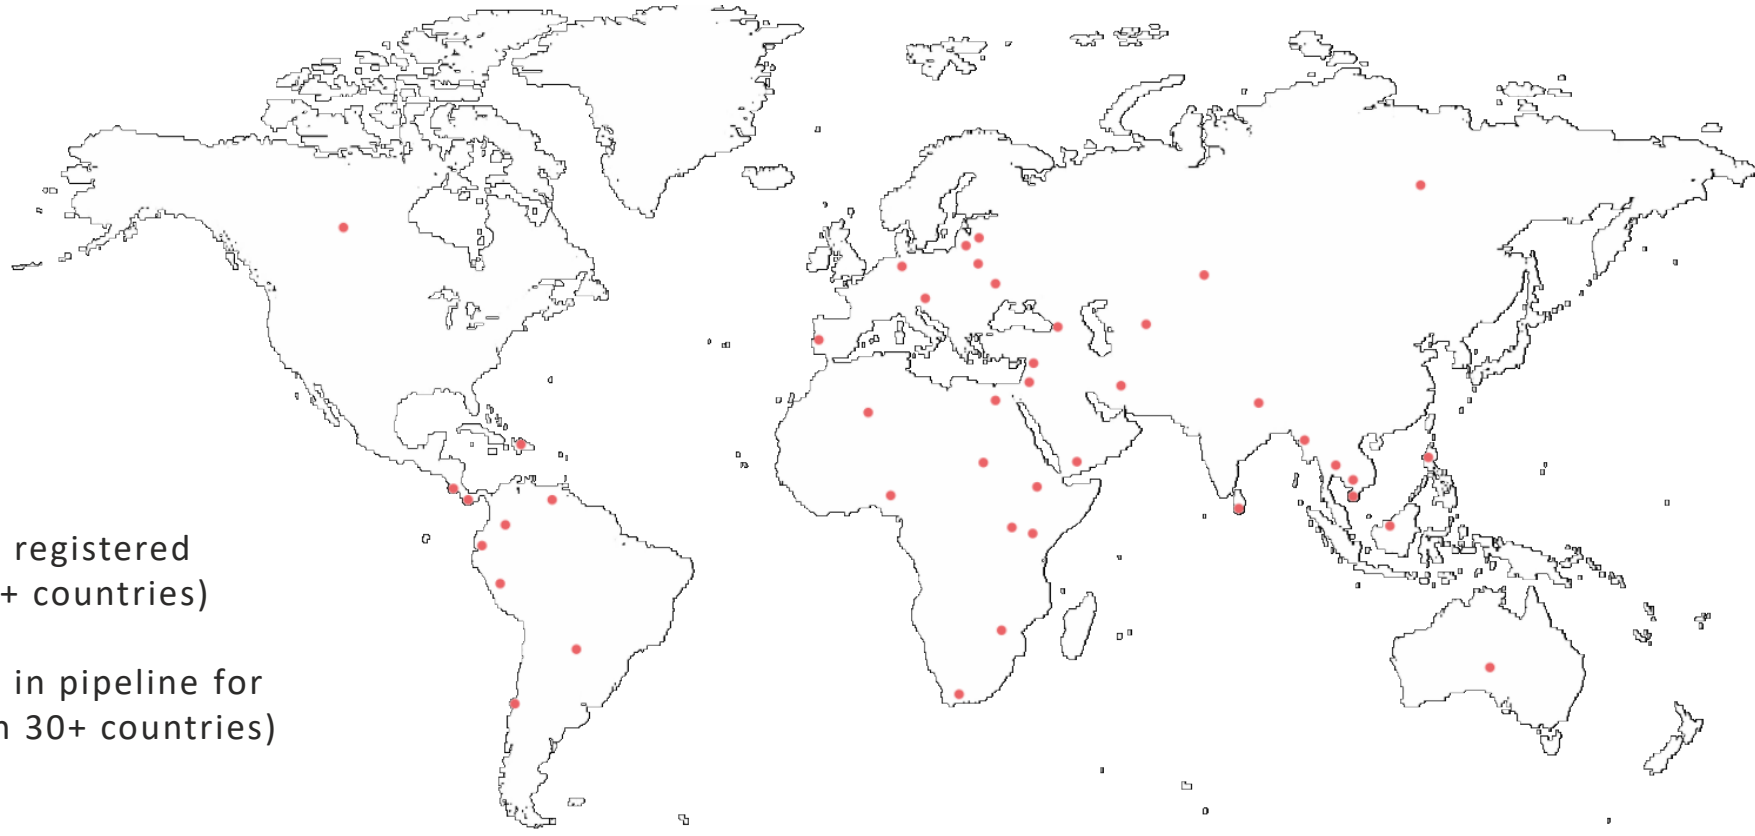 registered
+ countries)
in pipeline for
30+ countries)